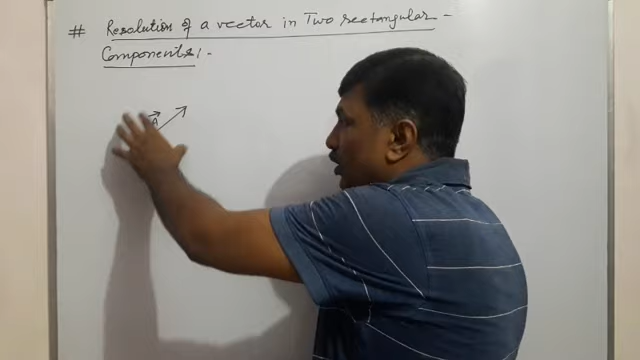 # Resolution of a vector in Two rectangular -
Components :-
A